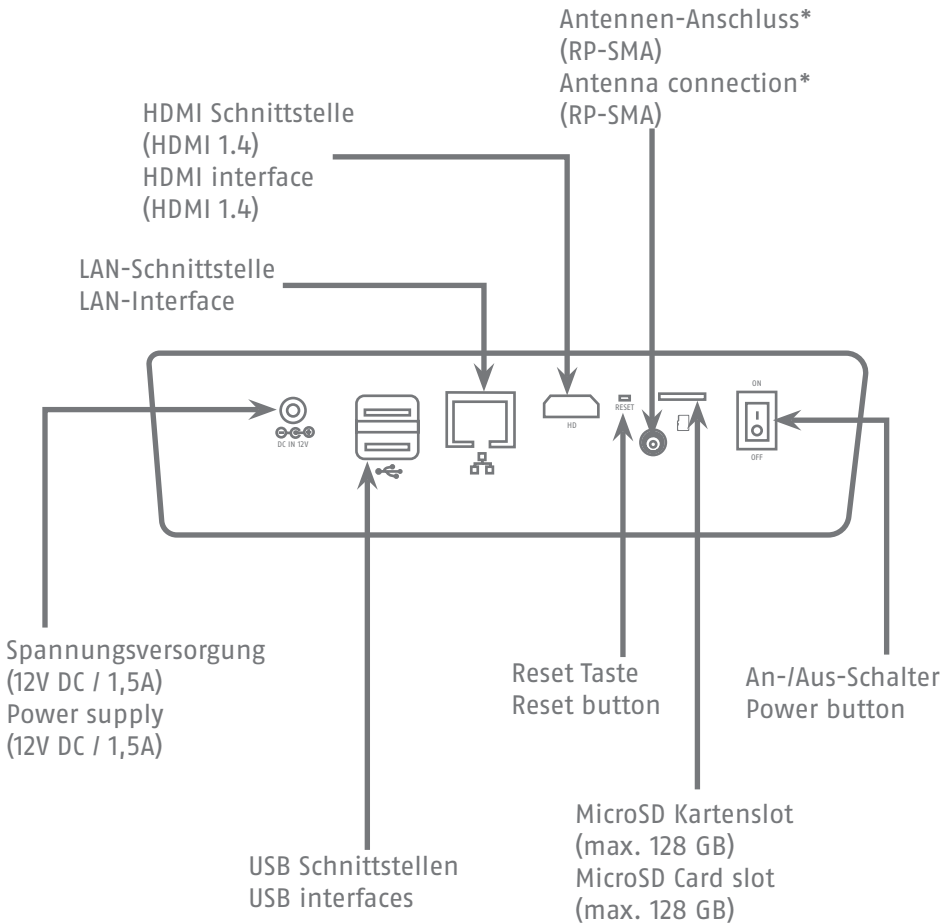 Antennen-Anschluss*
(RP-SMA)
Antenna connection*
(RP-SMA)
HDMI Schnittstelle
(HDMI 1.4)
HDMI interface
(HDMI 1.4)
LAN-Schnittstelle
LAN-Interface
DC IN 12V
HD
RESET
ON
OFF
Spannungsversorgung
(12V DC / 1,5A)
Power supply
(12V DC / 1,5A)
Reset Taste
Reset button
An-/Aus-Schalter
Power button
USB Schnittstellen
USB interfaces
MicroSD Kartenslot
(max. 128 GB)
MicroSD Card slot
(max. 128 GB)